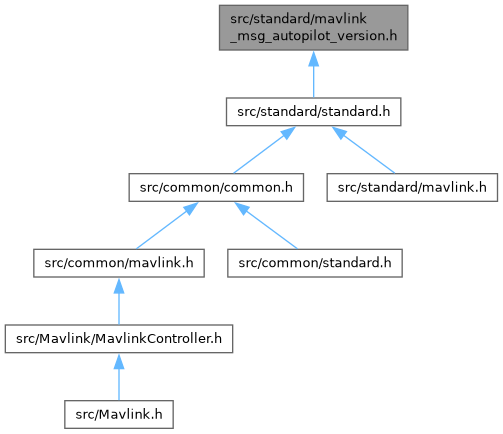 src/standard/mavlink
_msg_autopilot_version.h
src/standard/standard.h
src/common/common.h
src/standard/mavlink.h
src/common/mavlink.h
src/common/standard.h
src/Mavlink/MavlinkController.h
src/Mavlink.h